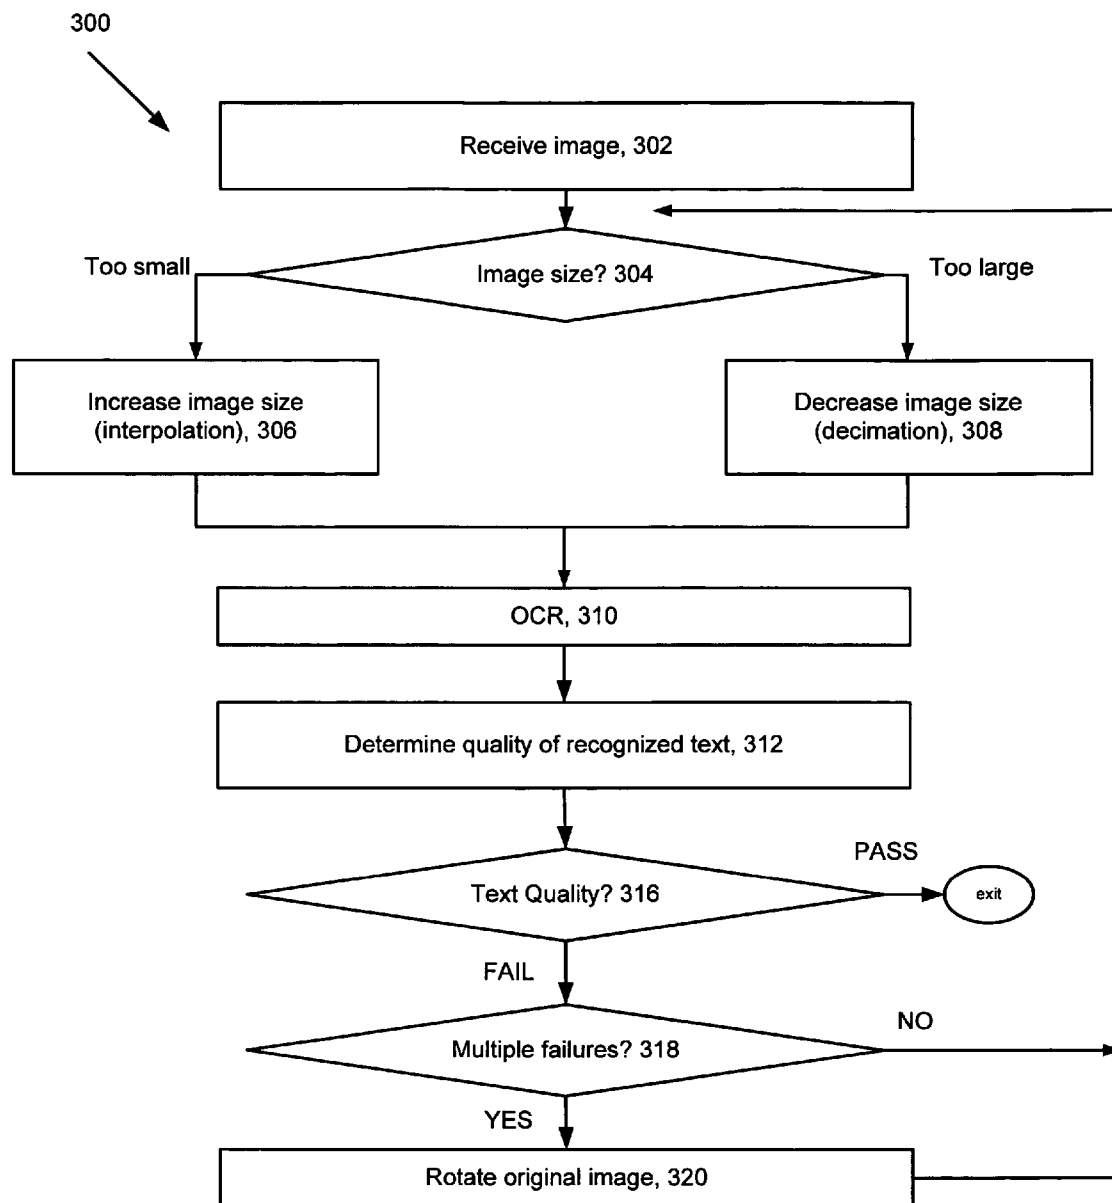 300
Receive image, 302
Too small
Image size? 304
Too large
Increase image size
(interpolation), 306
Decrease image size
(decimation), 308
OCR, 310
Determine quality of recognized text, 312
PASS
Text Quality? 316
exit
FAIL
NO
Multiple failures? 318
YES
Rotate original image, 320